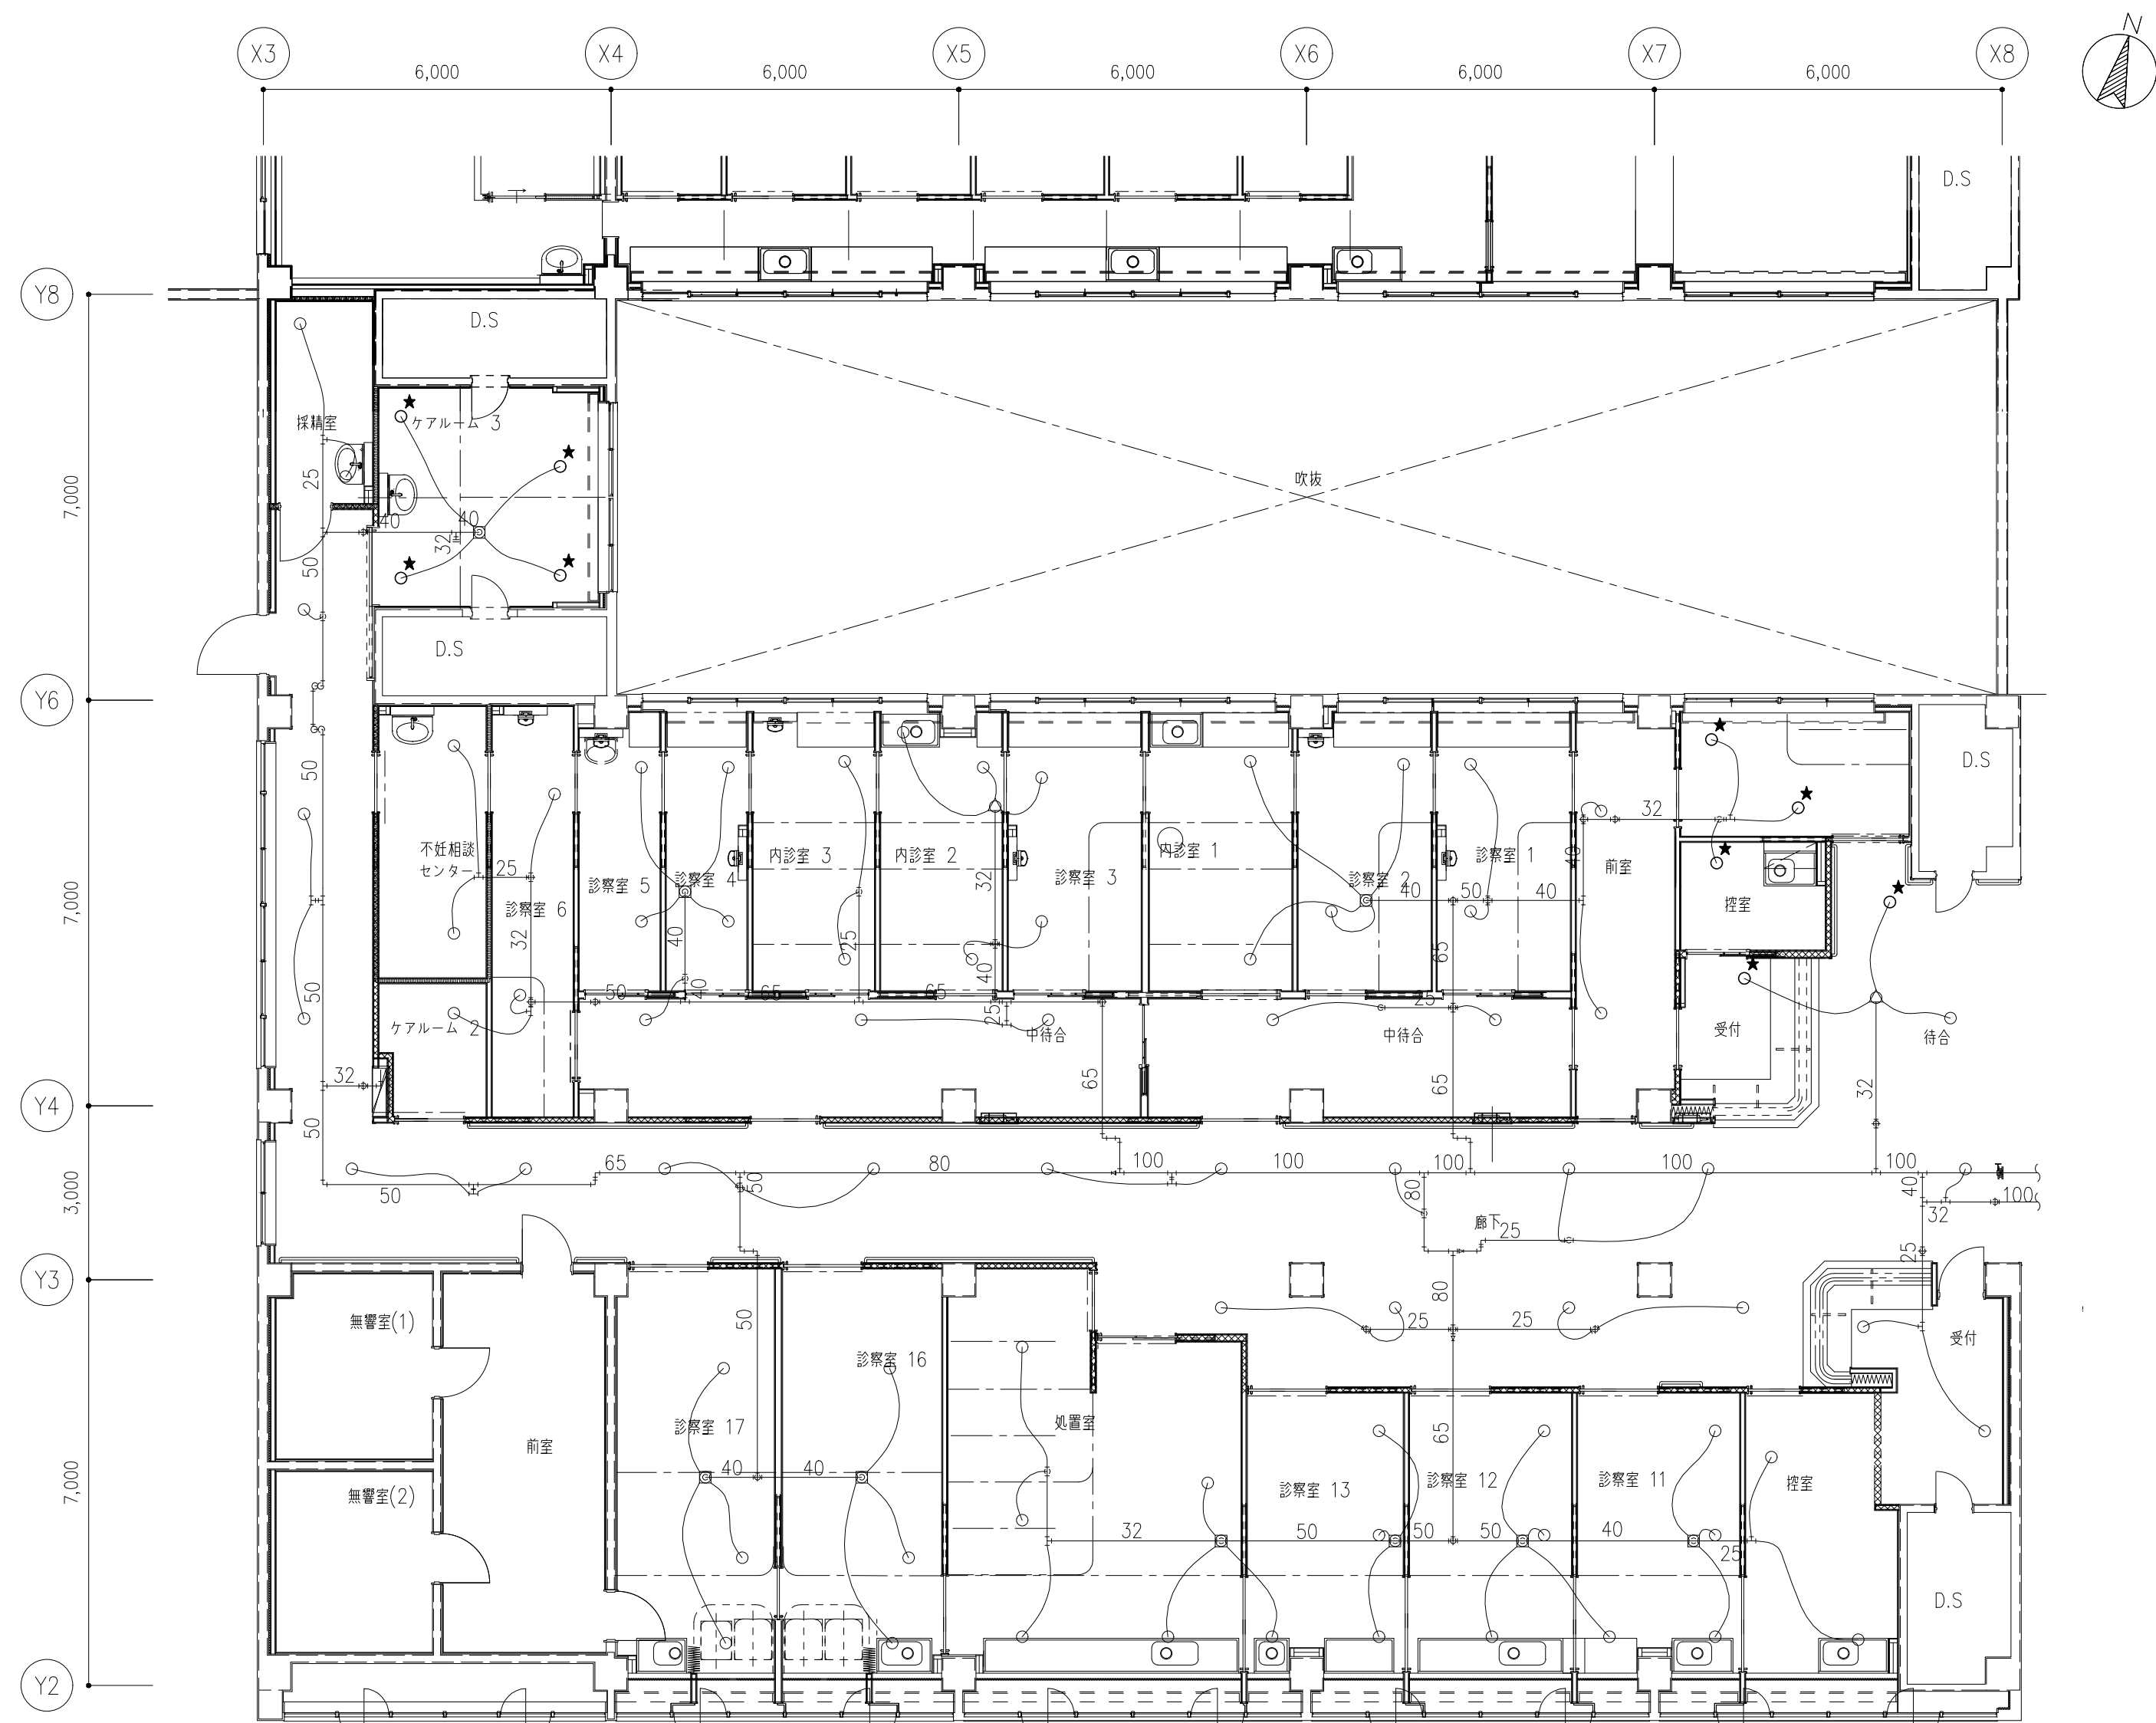 N
X3 X4 X5 X6 X7 X8
6,000 6,000 6,000 6,000 6,000
D.S
Y8
D.S
採精室
ケアルーム 3
25
吹抜
7,000
40 40
32
50
D.S
Y6
D.S
50
32
不妊相談
センター
25
内診室 3
内診室 2
内診室 1
診察室 1
40
前室
診察室 5
診察室 4
32
診察室 3
診察室 2
40 50 40
控室
7,000
診察室 6
32
40
25
65
40
50
40
50 65 65
25
25
ケアルーム 2
中待合
中待合
受付
待合
32
65
65
32
Y4
50
65 80 100 100 100 100 100
50
50
3,000
80
40
100
32
廊下
25
25
Y3
80
50
無響室(1)
25 25
受付
診察室 16
診察室 17
処置室
前室
65
40 40
診察室 13
診察室 12
診察室 11
控室
7,000
無響室(2)
32 50 50 50 40
25
D.S
Y2